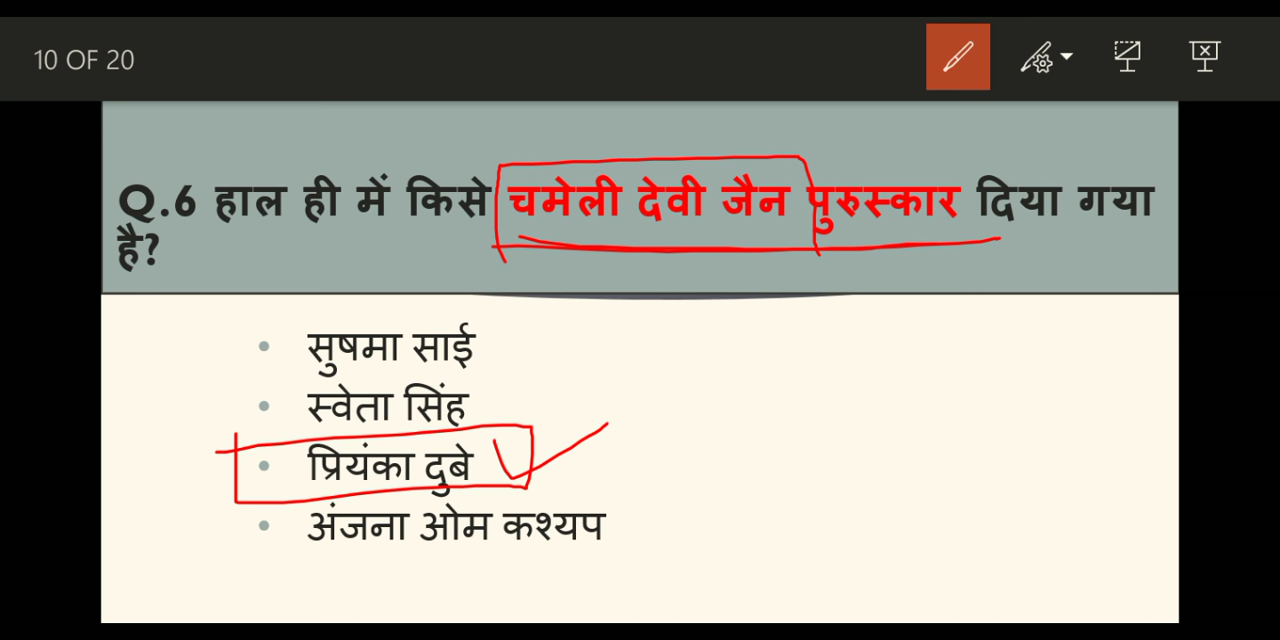 10 OF 20
Q.6 हाल ही में किसे चमेली देवी जैन पुरुस्कार दिया गया
है?
• सुषमा साई
• स्वेता सिंह
• प्रियंका दुबे
• अंजना ओम कश्यप